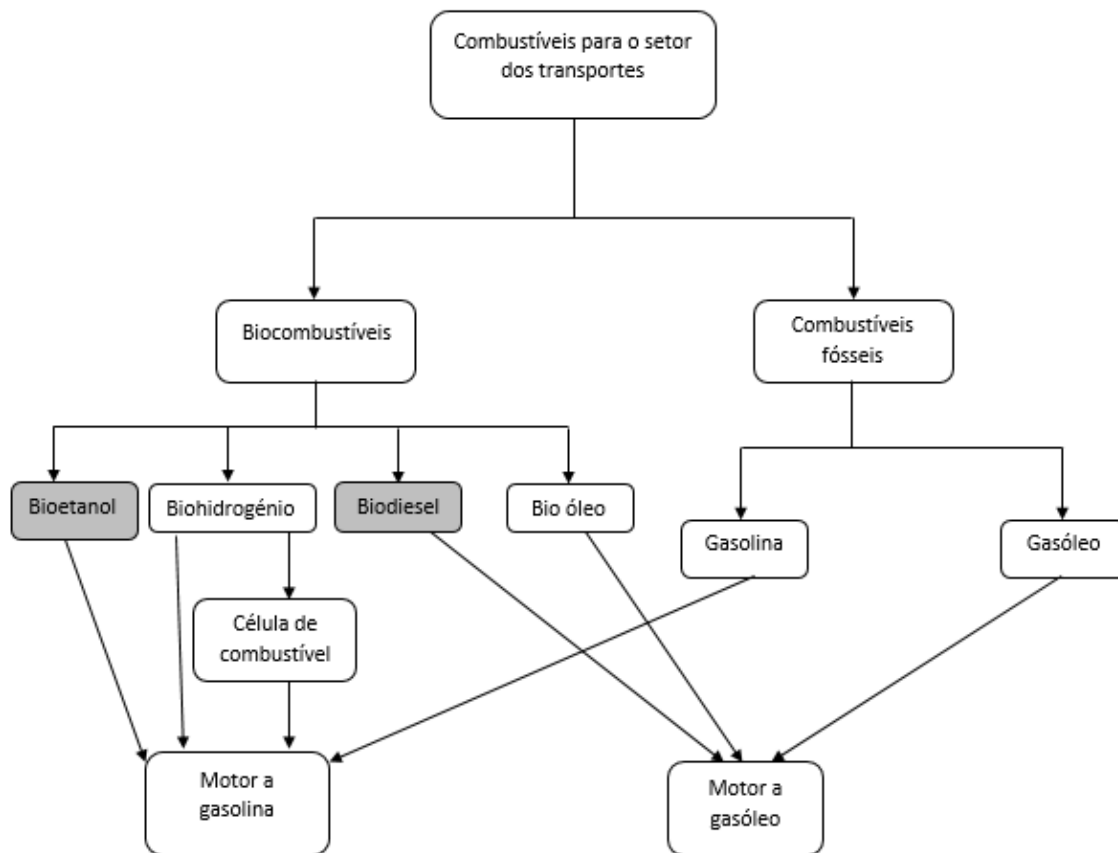 Combustíveis para o setor
dos transportes
Biocombustíveis
Combustíveis
fósseis
Bioetanol
Biohidrogénio
Biodiesel
Bio óleo
Gasolina
Gasóleo
Célula de
combustível
Motor a
gasolina
Motor a
gasóleo